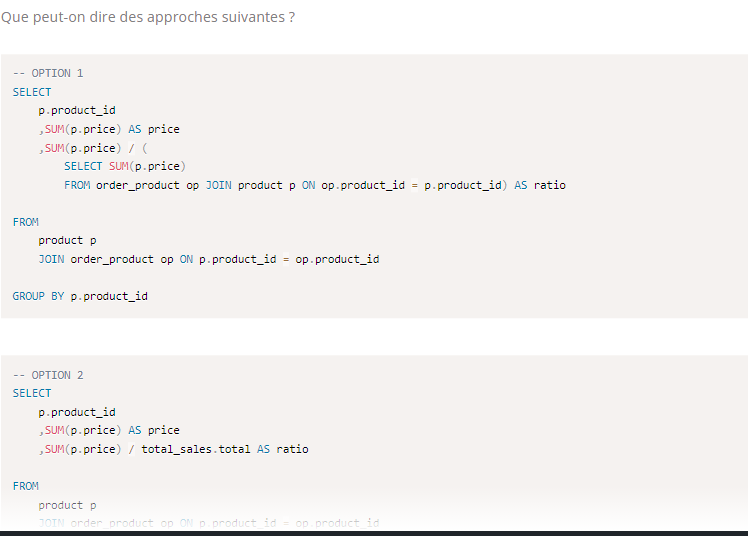 Que peut-on dire des approches suivantes ?
-- OPTION 1
SELECT
p.product_id
,SUM(p.price) AS price
,SUM(p.price) / (
SELECT SUM(p.price)
FROM order_product op JOIN product p ON op.product_id = p.product_id) AS ratio
FROM
product p
JOIN order_product op ON p.product_id = op.product_id
GROUP BY p.product_id
-- OPTION 2
SELECT
p.product_id
,SUM(p.price) AS price
,SUM(p.price) / total_sales.total AS ratio
FROM
product p
JOIN order_product op ON p.product_id = op.product_id